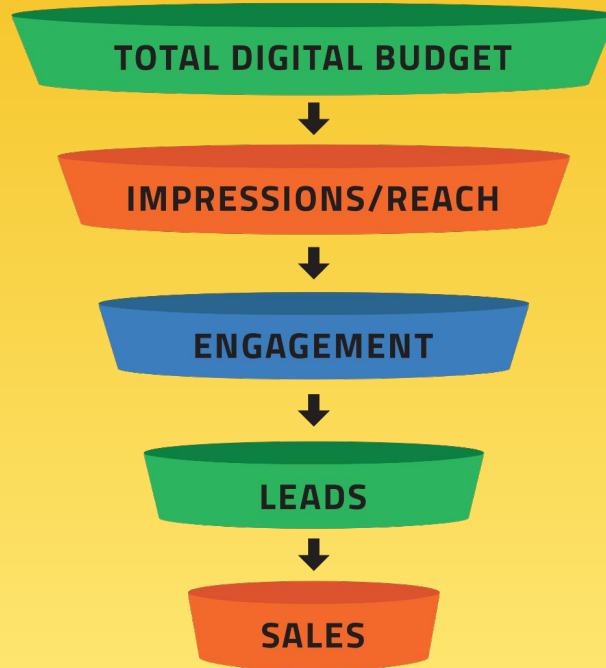 TOTAL DIGITAL BUDGET
IMPRESSIONS/REACH
ENGAGEMENT
LEADS
SALES